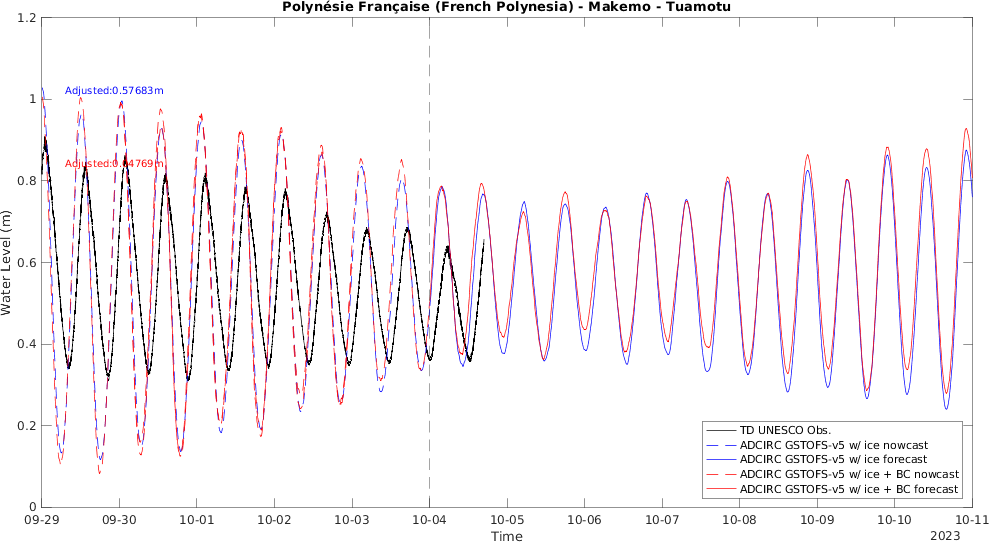 Polynésie Française (French Polynesia) - Makemo - Tuamotu
1.2
1
0.8
0.6
0.4
0.2
0
Water Level (m)
Adjusted:0.57683m
TD UNESCO Obs.
ADCIRC GSTOFS-v5 w/ ice nowcast
ADCIRC GSTOFS-v5 w/ ice forecast
ADCIRC GSTOFS-v5 w/ ice + BC nowcast
ADCIRC GSTOFS-v5 w/ ice + BC forecast
09-29 09-30 10-01 10-02 10-03 10-04 10-05 10-06 10-07 10-08 10-09 10-10 10-11
Time
2023